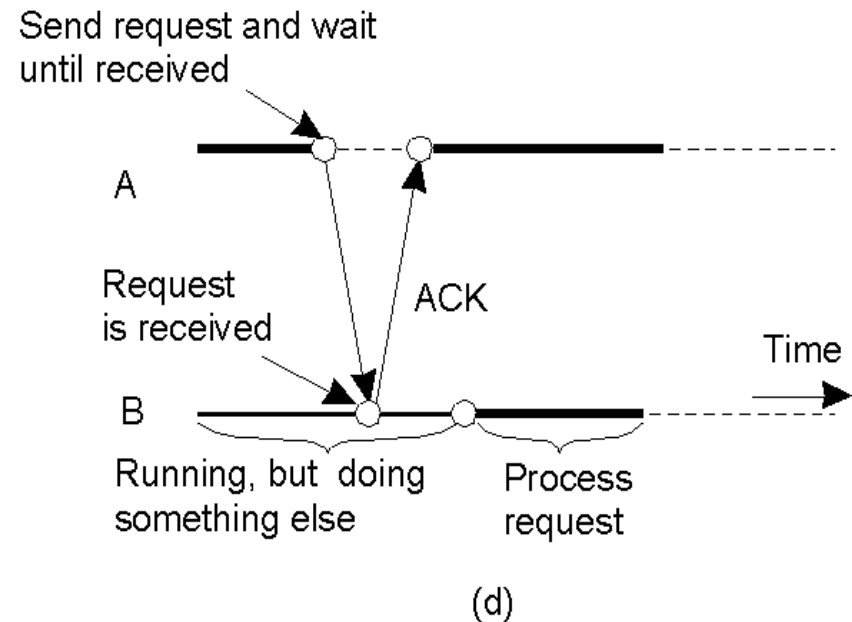 Send request and wait
until received
A
Request
is received
ACK
Time
B
Running, but doing
something else
Process
request
(d)